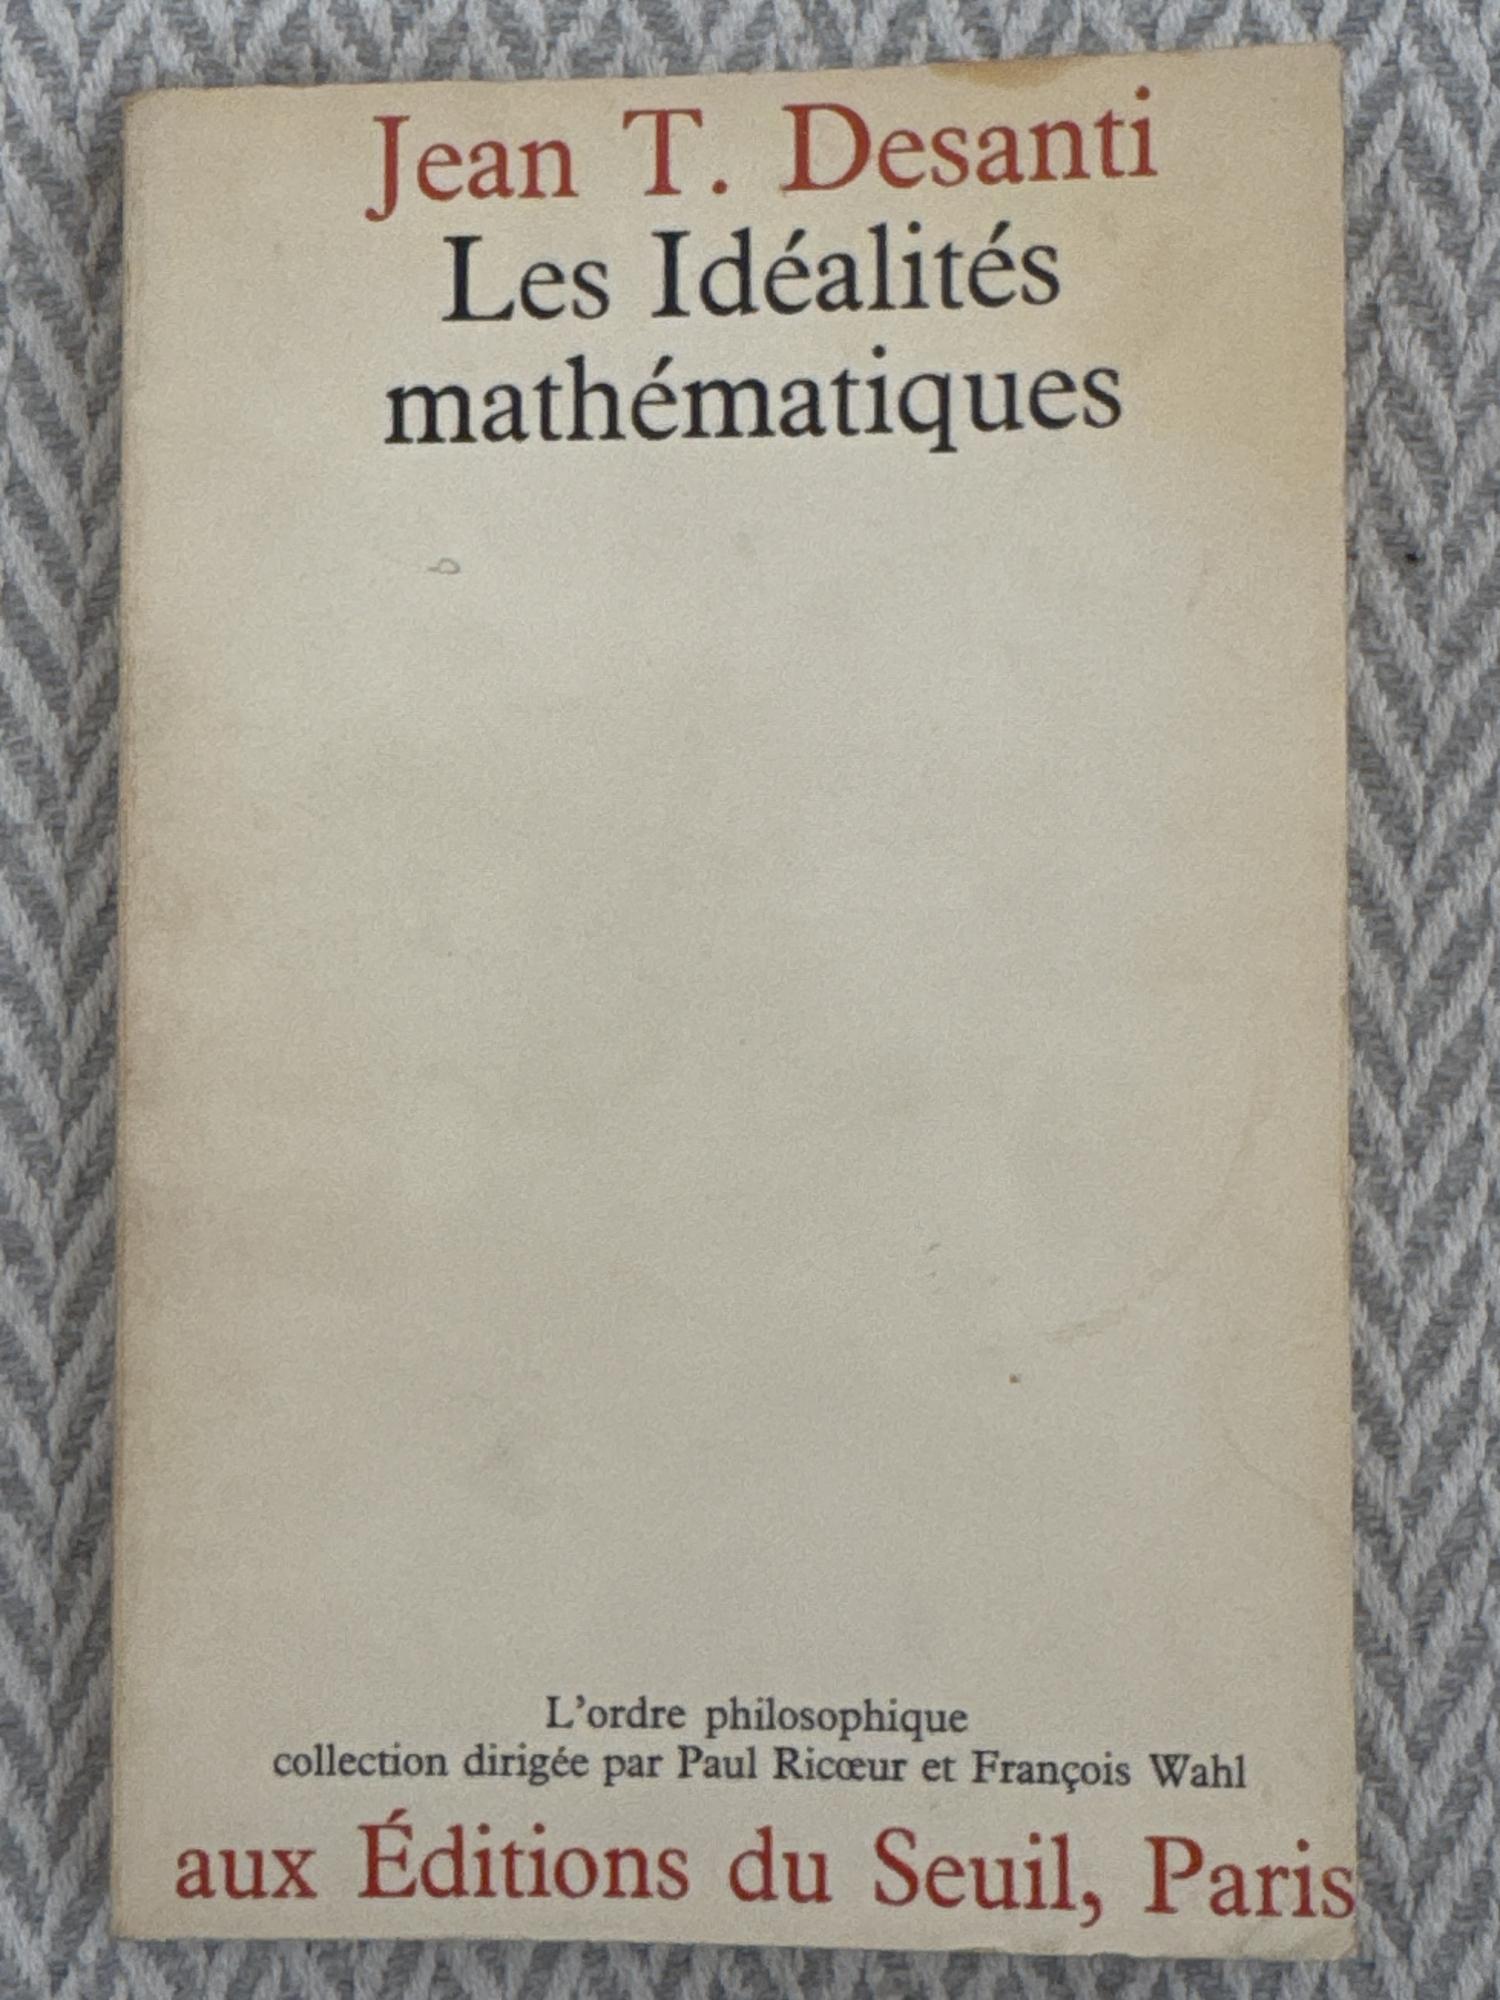 Jean T. Desanti
Les Idéalités
mathématiques
L'ordre philosophique
collection dirigée par Paul Ricœur et François Wahl
aux Éditions du Seuil, Paris